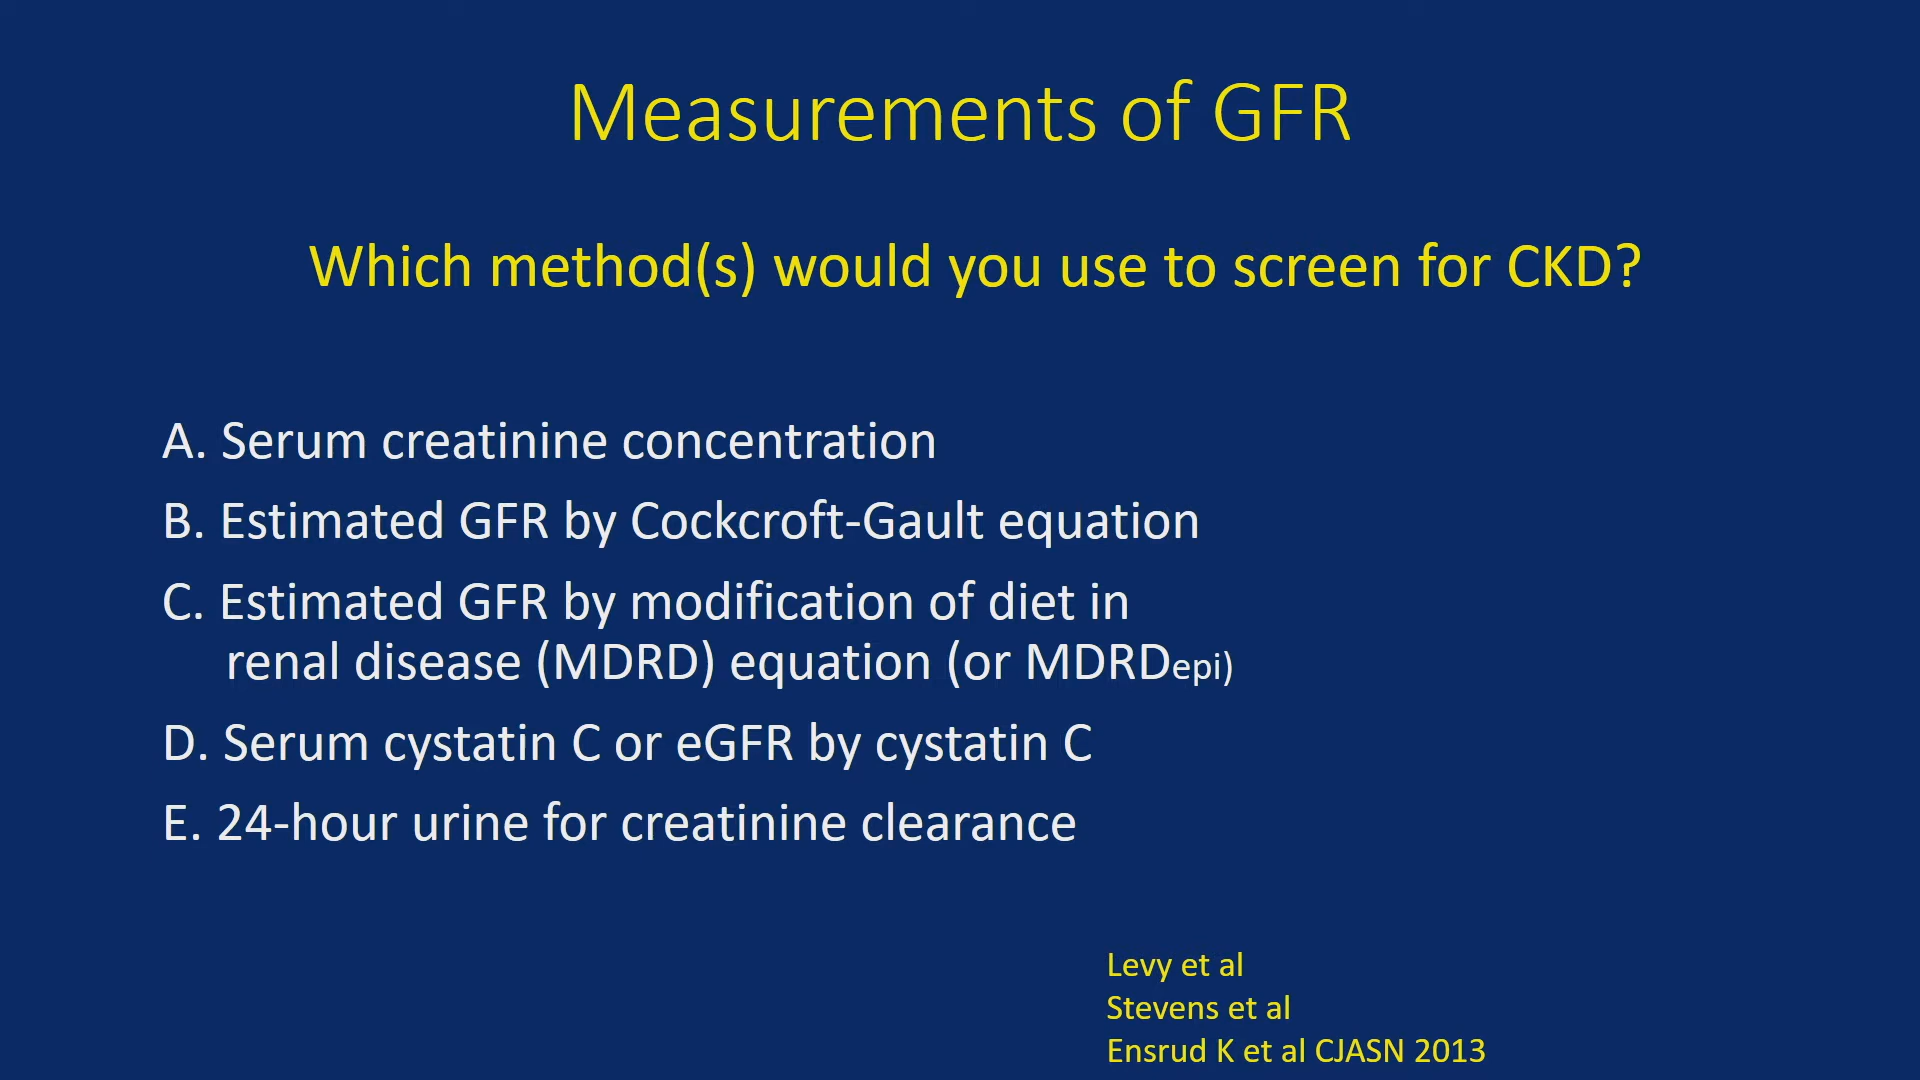 Measurements of GFR
Which method(s) would you use to screen for CKD?
A. Serum creatinine concentration
B. Estimated GFR by Cockcroft-Gault equation
C. Estimated GFR by modification of diet in
renal disease (MDRD) equation (or MDRDepi)
D. Serum cystatin C or eGFR by cystatin C
E. 24-hour urine for creatinine clearance
Levy et al
Stevens et al
Ensrud K et al CJASN 2013